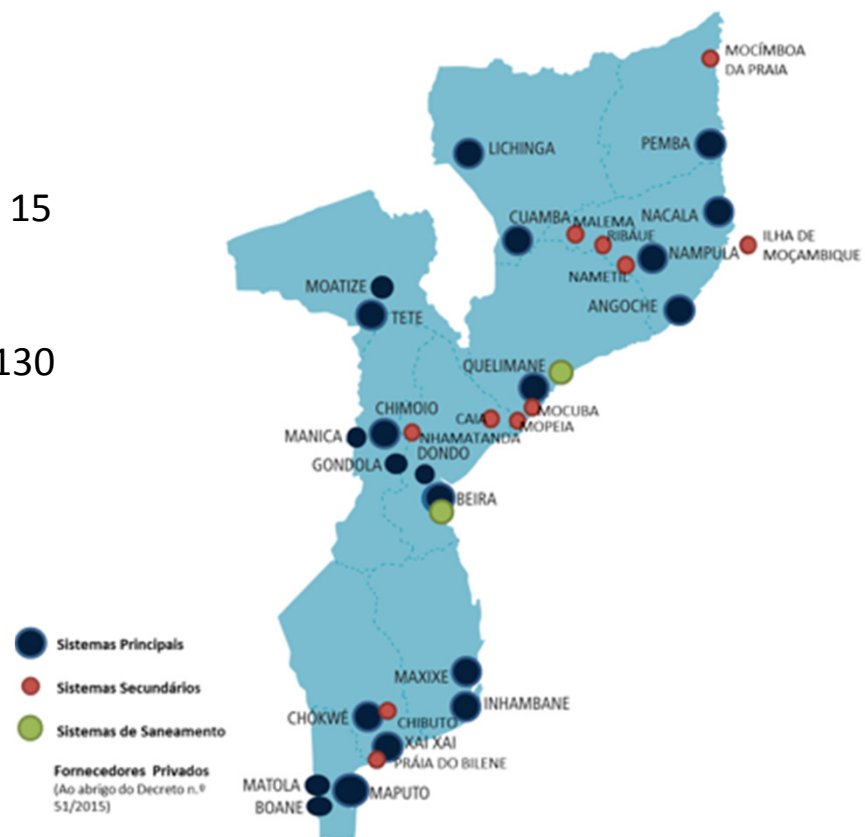 MOCÍMBOA
DA PRAIA
LICHINGA
PEMBA
15
CUAMBA
MALEMA
NACALA
RIBÁUE
ILHA DE
MOÇAMBIQUE
NAMPULA
NAMETIL
MOATIZE
ANGOCHE
TETE
130
QUELIMANE
CHIMOIO
CAIA
MOCUBA
MOPEIA
MANICA
NHAMATANDA
DONDO
GONDOLA
BEIRA
Sistemas Principais
MAXIXE
Sistemas Secundários
INHAMBANE
CHÓKWÉ
CHIBUTO
Sistemas de Saneamento
XAI XAI
PRÁIA DO BILENE
Fornecedores Privados
(Ao abrigo do Decreto n.º
51/2015)
MATOLA
MAPUTO
BOANE